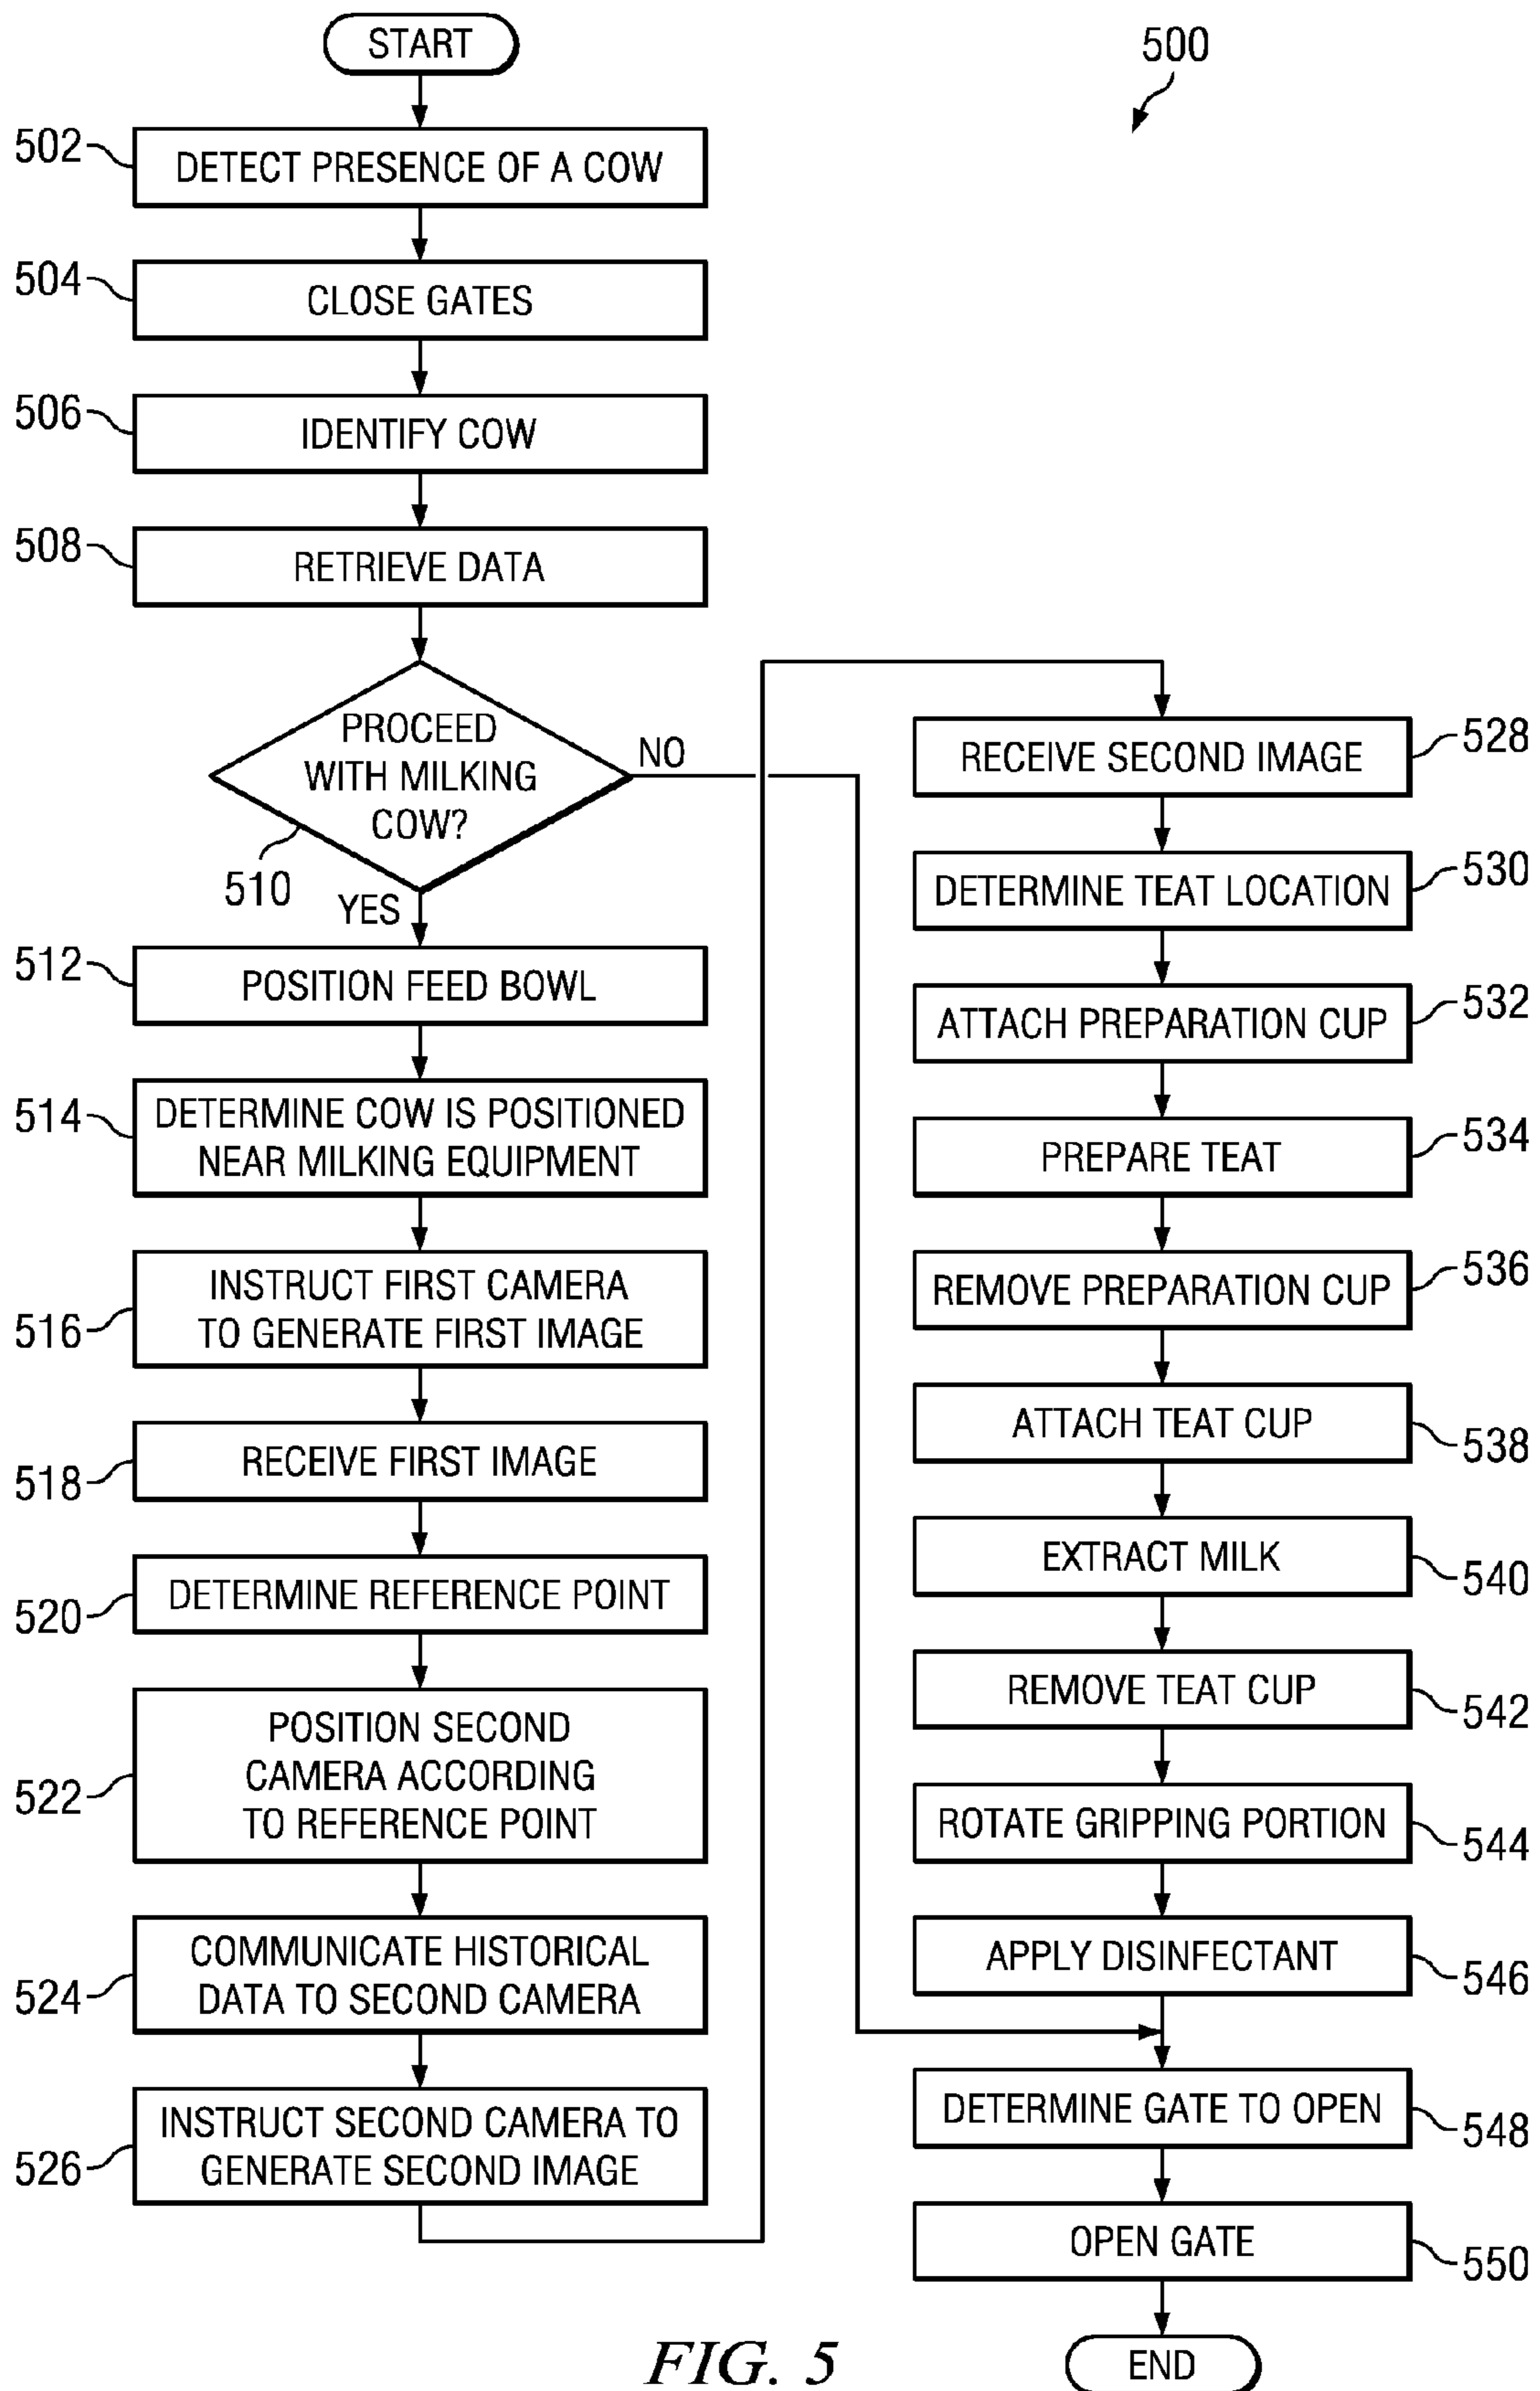 START
500
502
DETECT PRESENCE OF A COW
504
CLOSE GATES
506
IDENTIFY COW
508
RETRIEVE DATA
PROCEED
WITH MILKING
COW?
510
NO
YES
512
POSITION FEED BOWL
514
DETERMINE COW IS POSITIONED
NEAR MILKING EQUIPMENT
516
INSTRUCT FIRST CAMERA
TO GENERATE FIRST IMAGE
518
RECEIVE FIRST IMAGE
520
DETERMINE REFERENCE POINT
522
POSITION SECOND
CAMERA ACCORDING
TO REFERENCE POINT
524
COMMUNICATE HISTORICAL
DATA TO SECOND CAMERA
526
INSTRUCT SECOND CAMERA TO
GENERATE SECOND IMAGE
RECEIVE SECOND IMAGE
528
DETERMINE TEAT LOCATION
530
ATTACH PREPARATION CUP
532
PREPARE TEAT
534
REMOVE PREPARATION CUP
536
ATTACH TEAT CUP
538
EXTRACT MILK
540
REMOVE TEAT CUP
542
ROTATE GRIPPING PORTION
544
APPLY DISINFECTANT
546
DETERMINE GATE TO OPEN
548
OPEN GATE
550
END
FIG. 5